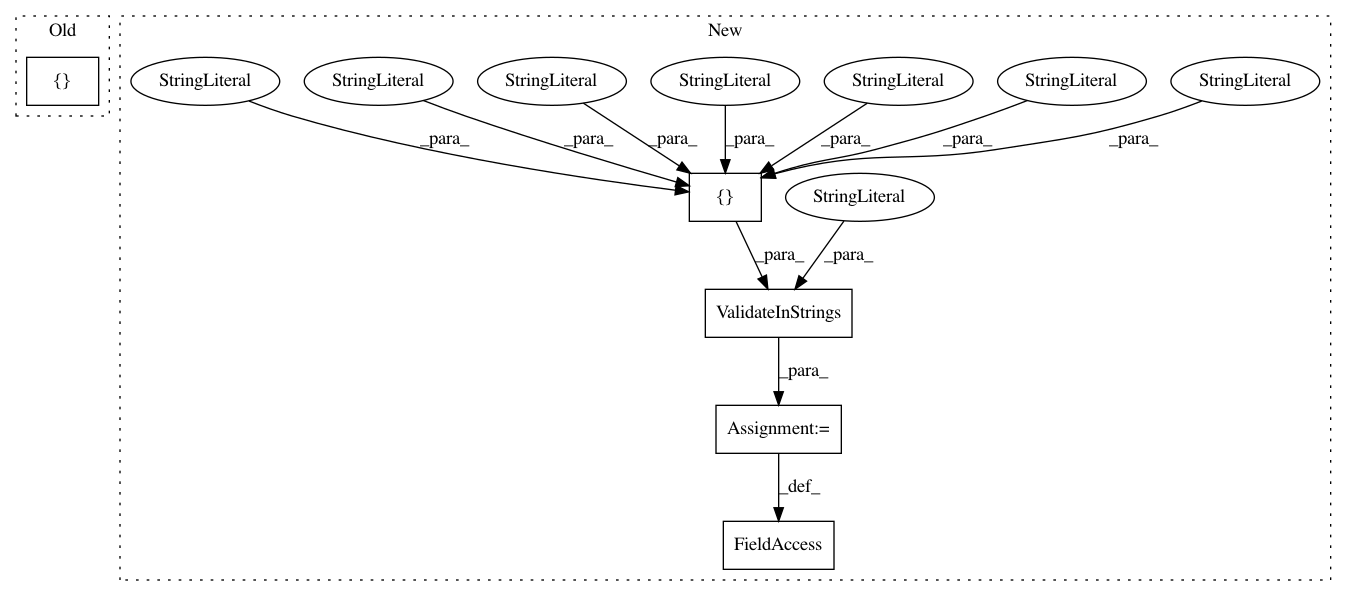 Old
New
{}
StringLiteral
StringLiteral
StringLiteral
StringLiteral
StringLiteral
StringLiteral
StringLiteral
_para_
_para_
_para_
_para_
_para_
_para_
_para_
{}
StringLiteral
_para_
_para_
ValidateInStrings
_para_
Assignment:=
_def_
FieldAccess